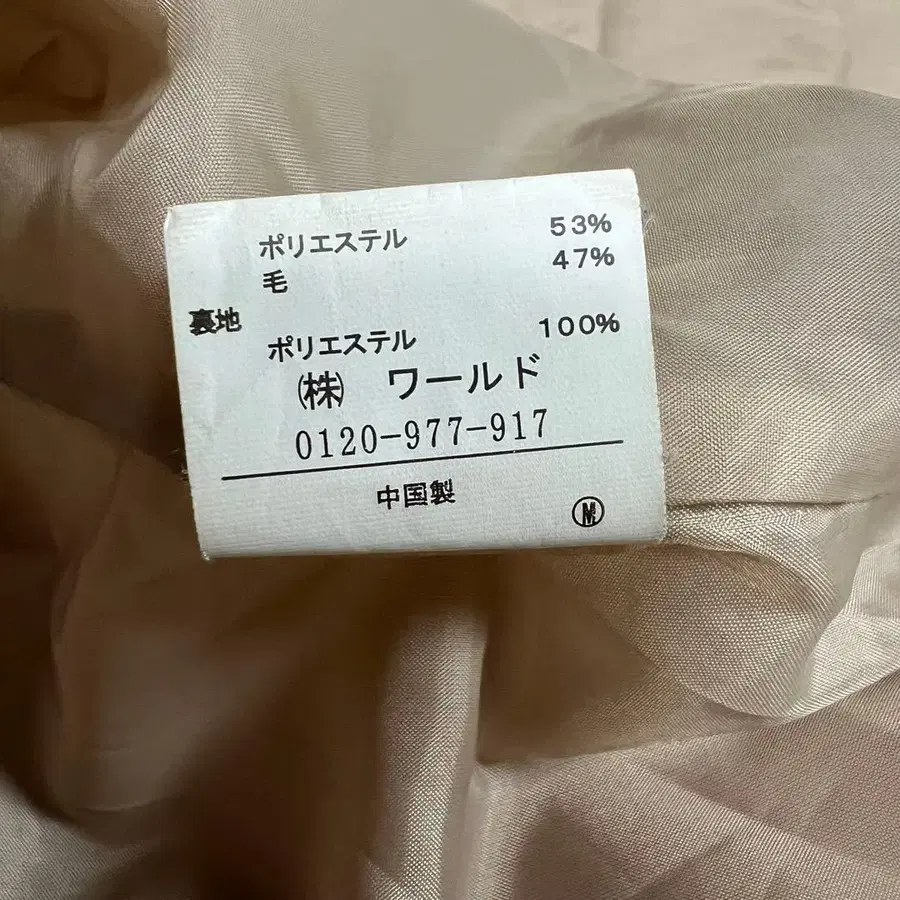 ポリエステル 53%
毛 47%
裏地
ポリエステル 100%
㈱ ワールド
0120-977-917
中国製
Ⓜ